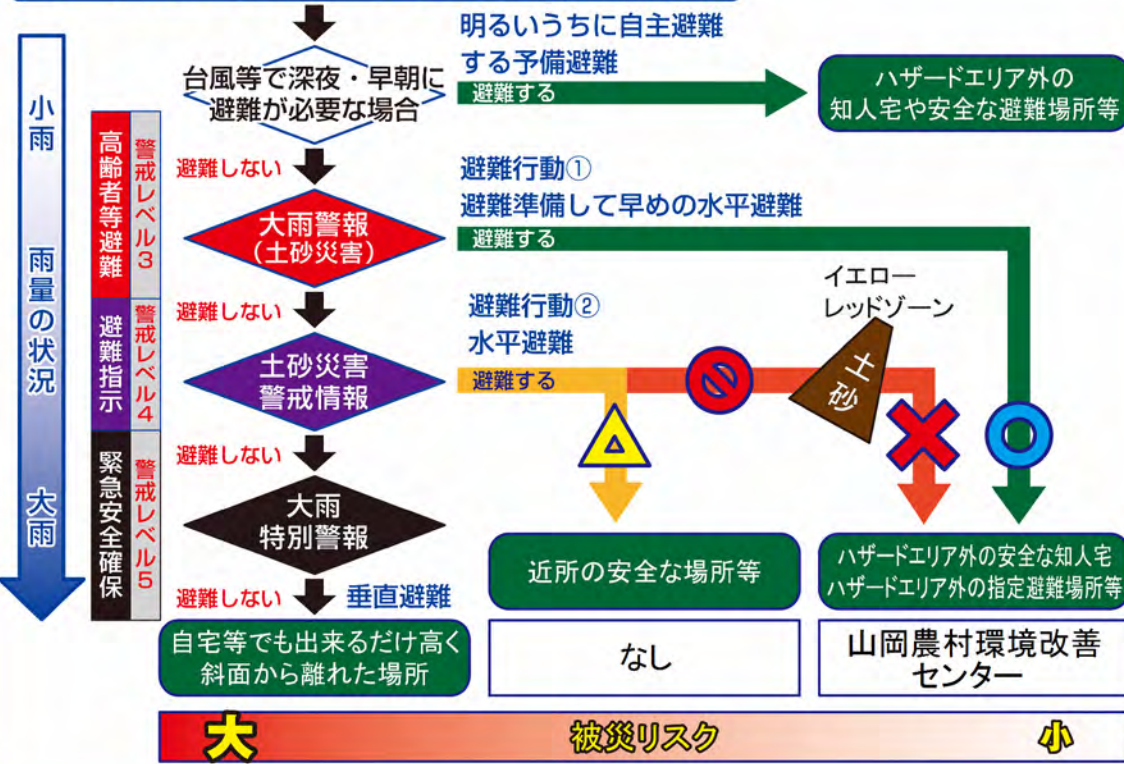 明るいうちに自主避難
する予備避難
台風等で深夜・早朝に
避難が必要な場合
避難する
ハザードエリア外の
知人宅や安全な避難場所等
小雨
雨量の状況
大雨
高齢者等避難
警戒レベル3
避難しない
避難行動①
避難準備して早めの水平避難
大雨警報
(土砂災害)
避難する
イエロー
レッドゾーン
避難指示
警戒レベル4
避難しない
避難行動②
水平避難
土砂災害
警戒情報
避難する
土砂
緊急安全確保
警戒レベル5
避難しない
大雨
特別警報
近所の安全な場所等
ハザードエリア外の安全な知人宅
ハザードエリア外の指定避難場所等
避難しない
垂直避難
自宅等でも出来るだけ高く
斜面から離れた場所
なし
山岡農村環境改善
センター
大
被災リスク
小